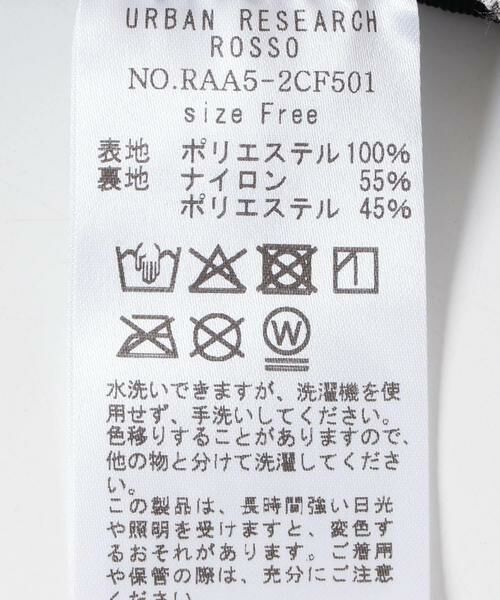 URBAN RESEARCH
ROSSO
NO.RAA5-2CF501
size Free
表地 ポリエステル 100%
裏地 ナイロン 55%
ポリエステル 45%
W
水洗いできますが、洗濯機を使
用せず、手洗いしてください。
色移りすることがありますので、
他の物と分けて洗濯してくださ
い。
この製品は、長時間強い日光
や照明を受けますと、変色す
るおそれがあります。ご着用
や保管の際は、充分にご注意
ください。